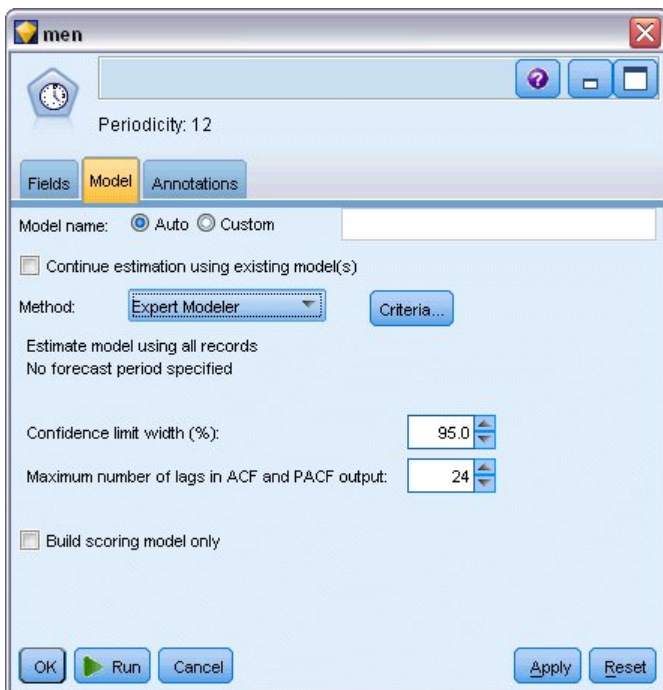 men
Periodicity: 12
Fields Model Annotations
Model name: Auto Custom
Continue estimation using existing model(s)
Method: Expert Modeler Criteria...
Estimate model using all records
No forecast period specified
Confidence limit width (%): 95.0
Maximum number of lags in ACF and PACF output: 24
Build scoring model only
OK Run Cancel Apply Reset